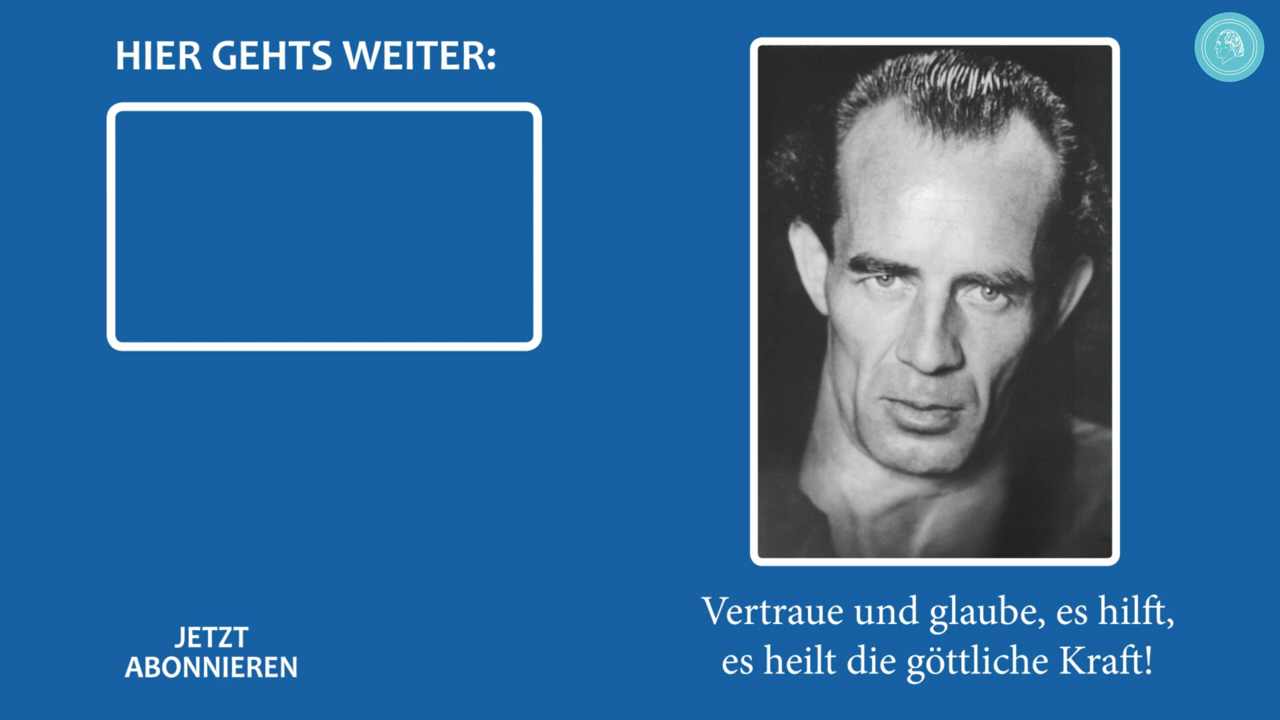 HIER GEHTS WEITER:
JETZT
ABONNIEREN
Vertraue und glaube, es hilft,
es heilt die göttliche Kraft!